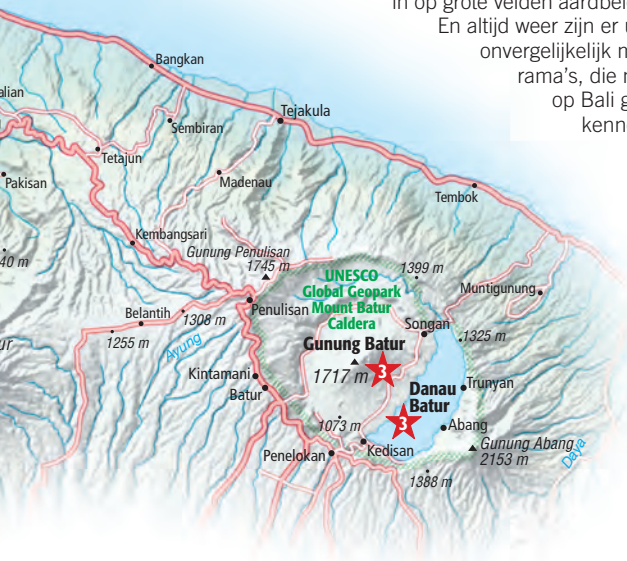 in op grote velden
En altijd weer zijn er
onvergelijkelijk
rama's, die
op Bali
Bangkan
Tejakula
Sembiran
Tetajun
Madenau
Pakisan
Tembok
Kembangsari
Gunung Penulisan
1745 m
UNESCO
Global Geopark
Mount Batur
Caldera
1399 m
Muntigunung
Penulisan
Belantih
1308 m
1255 m
Ayung
Songan
1325 m
Gunung Batur
1717 m
3
Kintamani
Batur
Danau
Batur
3
Trunyan
1073 m
Abang
Gunung Abang
2153 m
Penelokan
Kedisan
1388 m
Daya